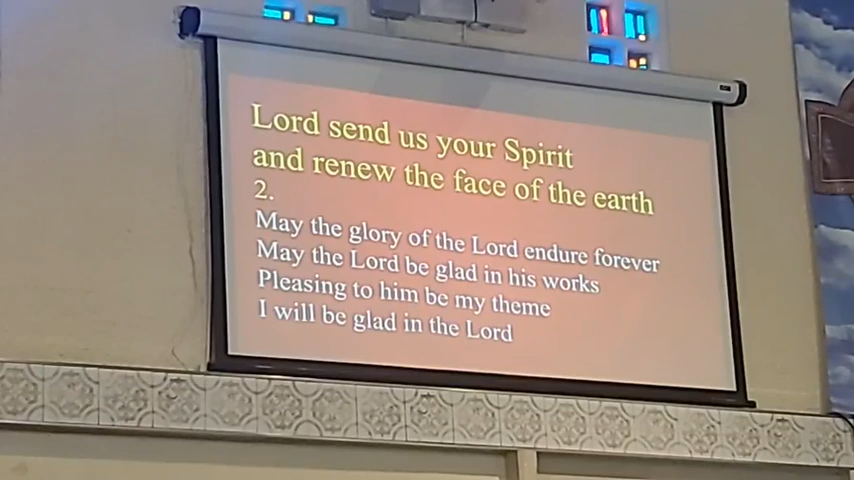 Lord send us your Spirit
and renew the face of the earth
2.
May the glory of the Lord endure forever
May the Lord be glad in his works
Pleasing to him be my theme
I will be glad in the Lord